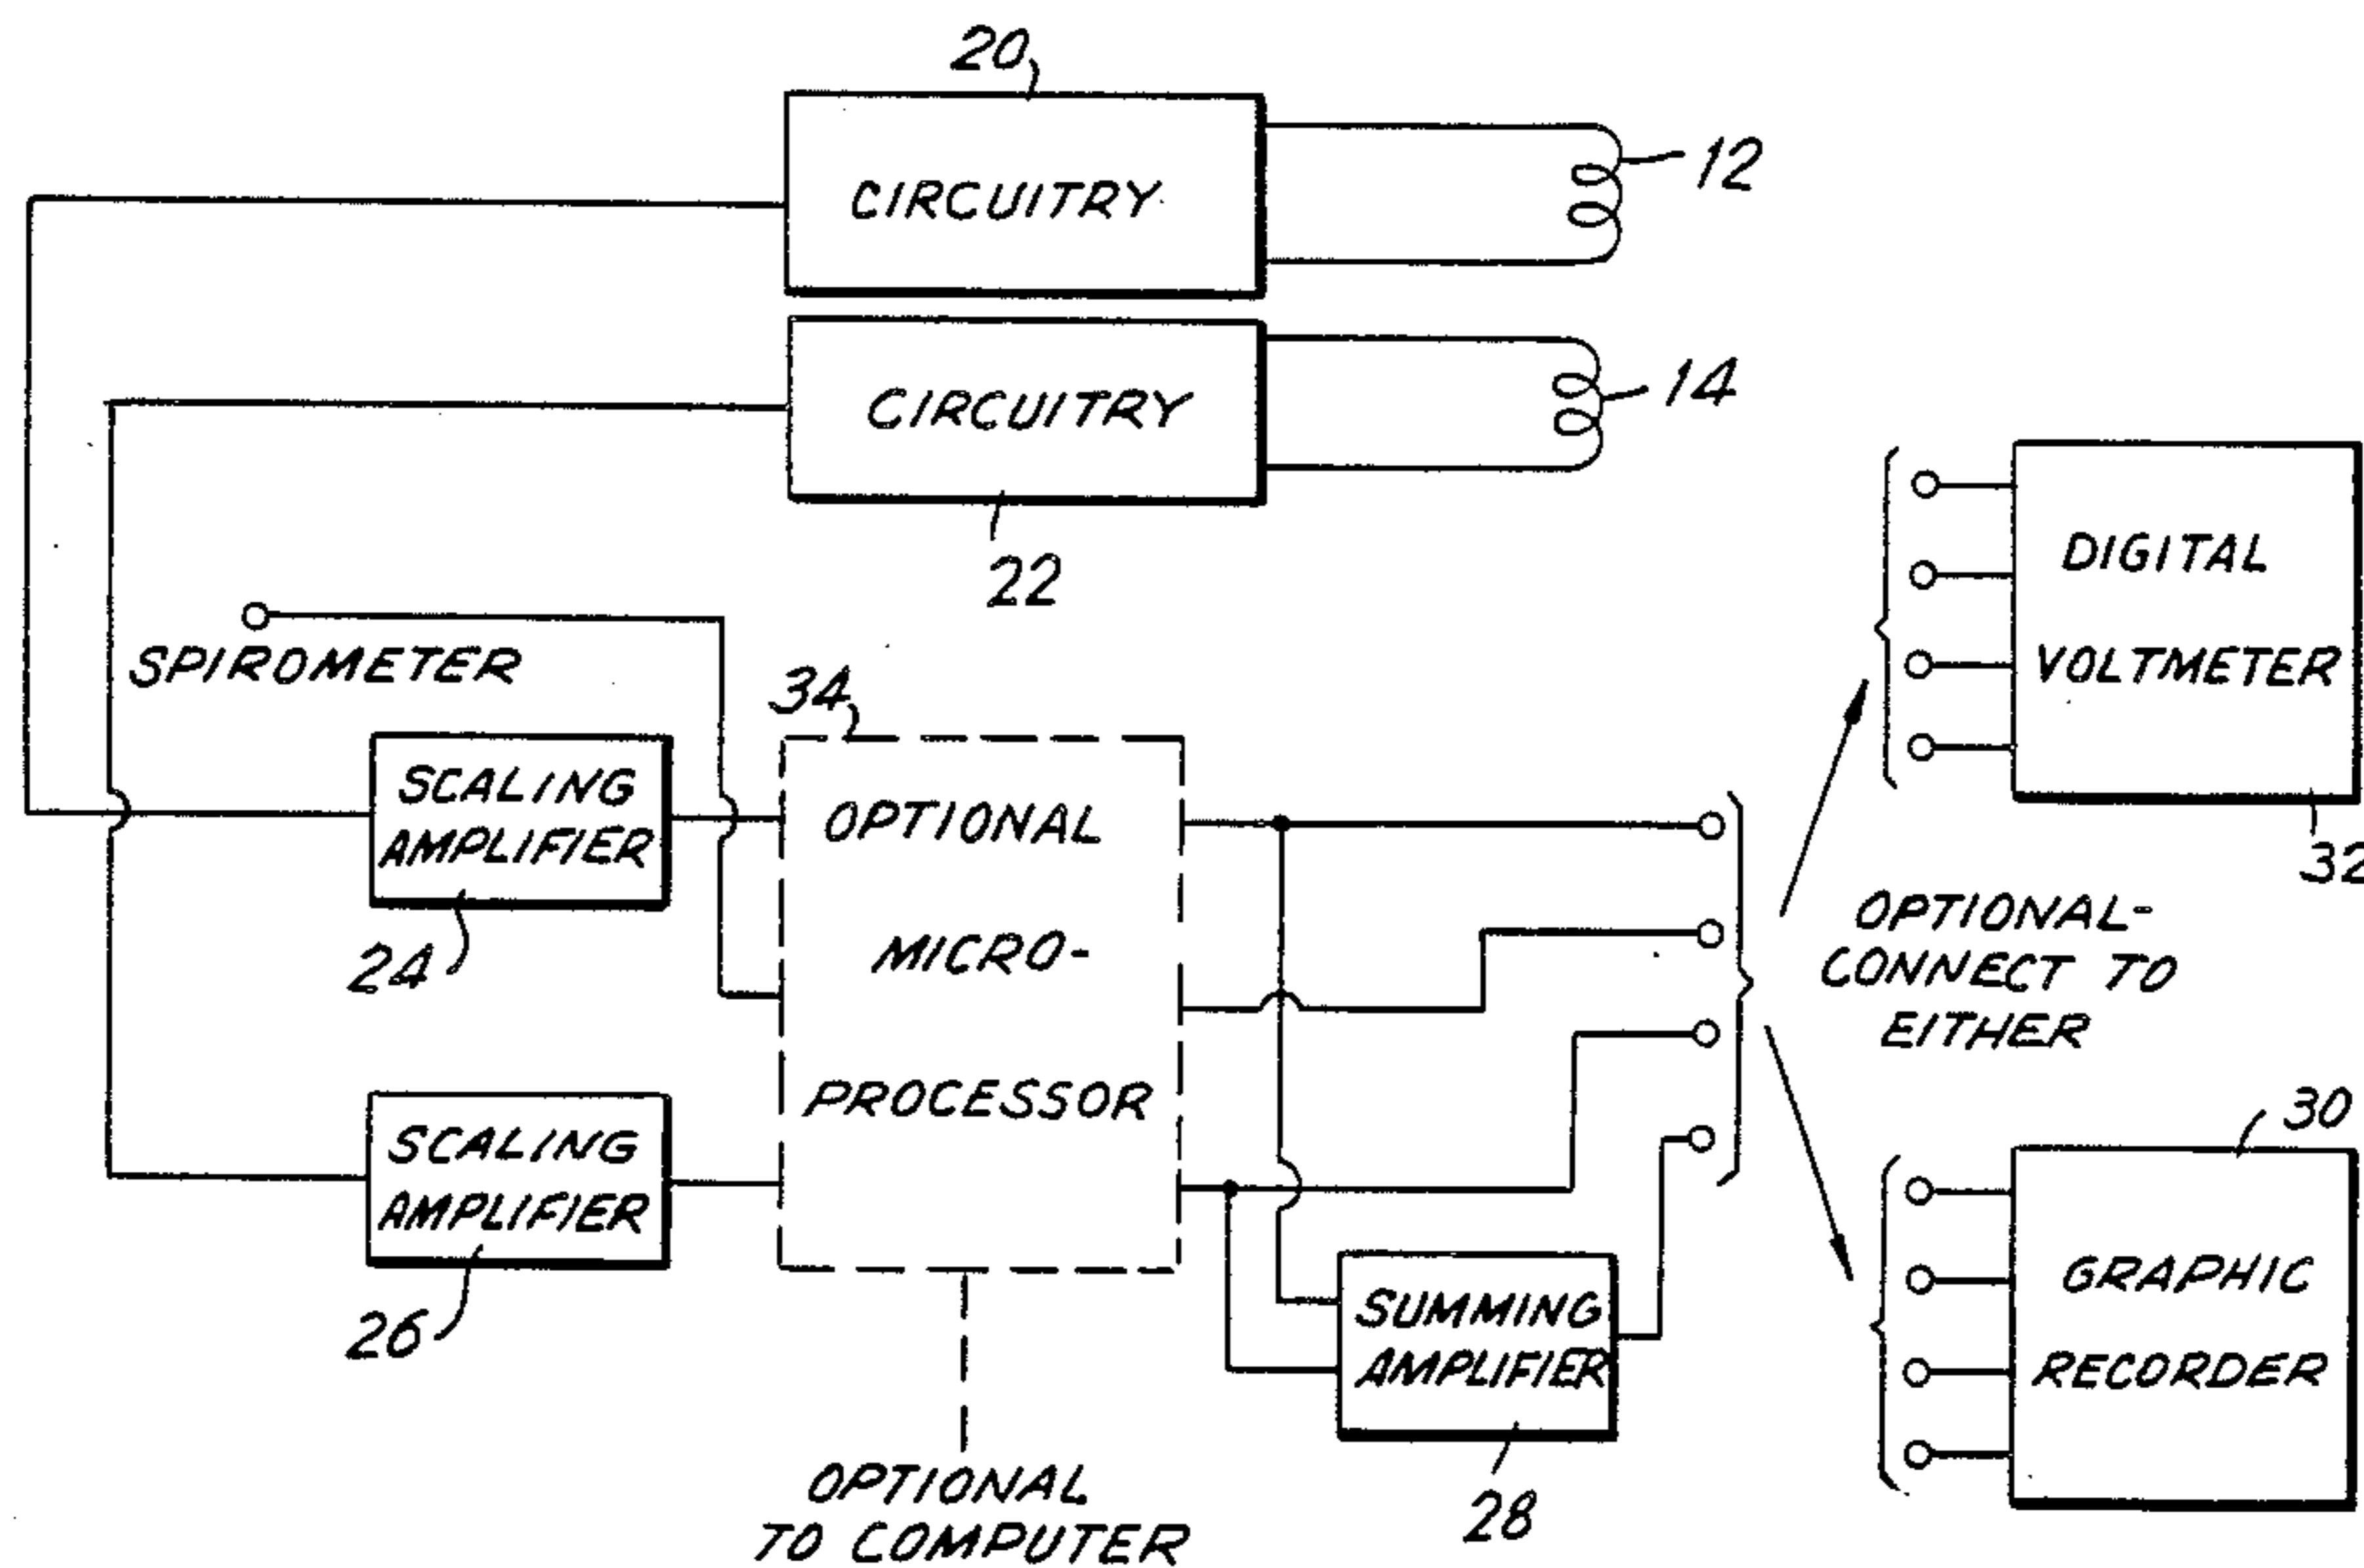 20
CIRCUITRY
12
CIRCUITRY
14
22
SPIROMETER
34
DIGITAL
VOLTMETER
32
SCALING
AMPLIFIER
24
OPTIONAL
MICRO-
PROCESSOR
OPTIONAL-
CONNECT TO
EITHER
SCALING
AMPLIFIER
26
30
GRAPHIC
RECORDER
SUMMING
AMPLIFIER
28
OPTIONAL
TO COMPUTER